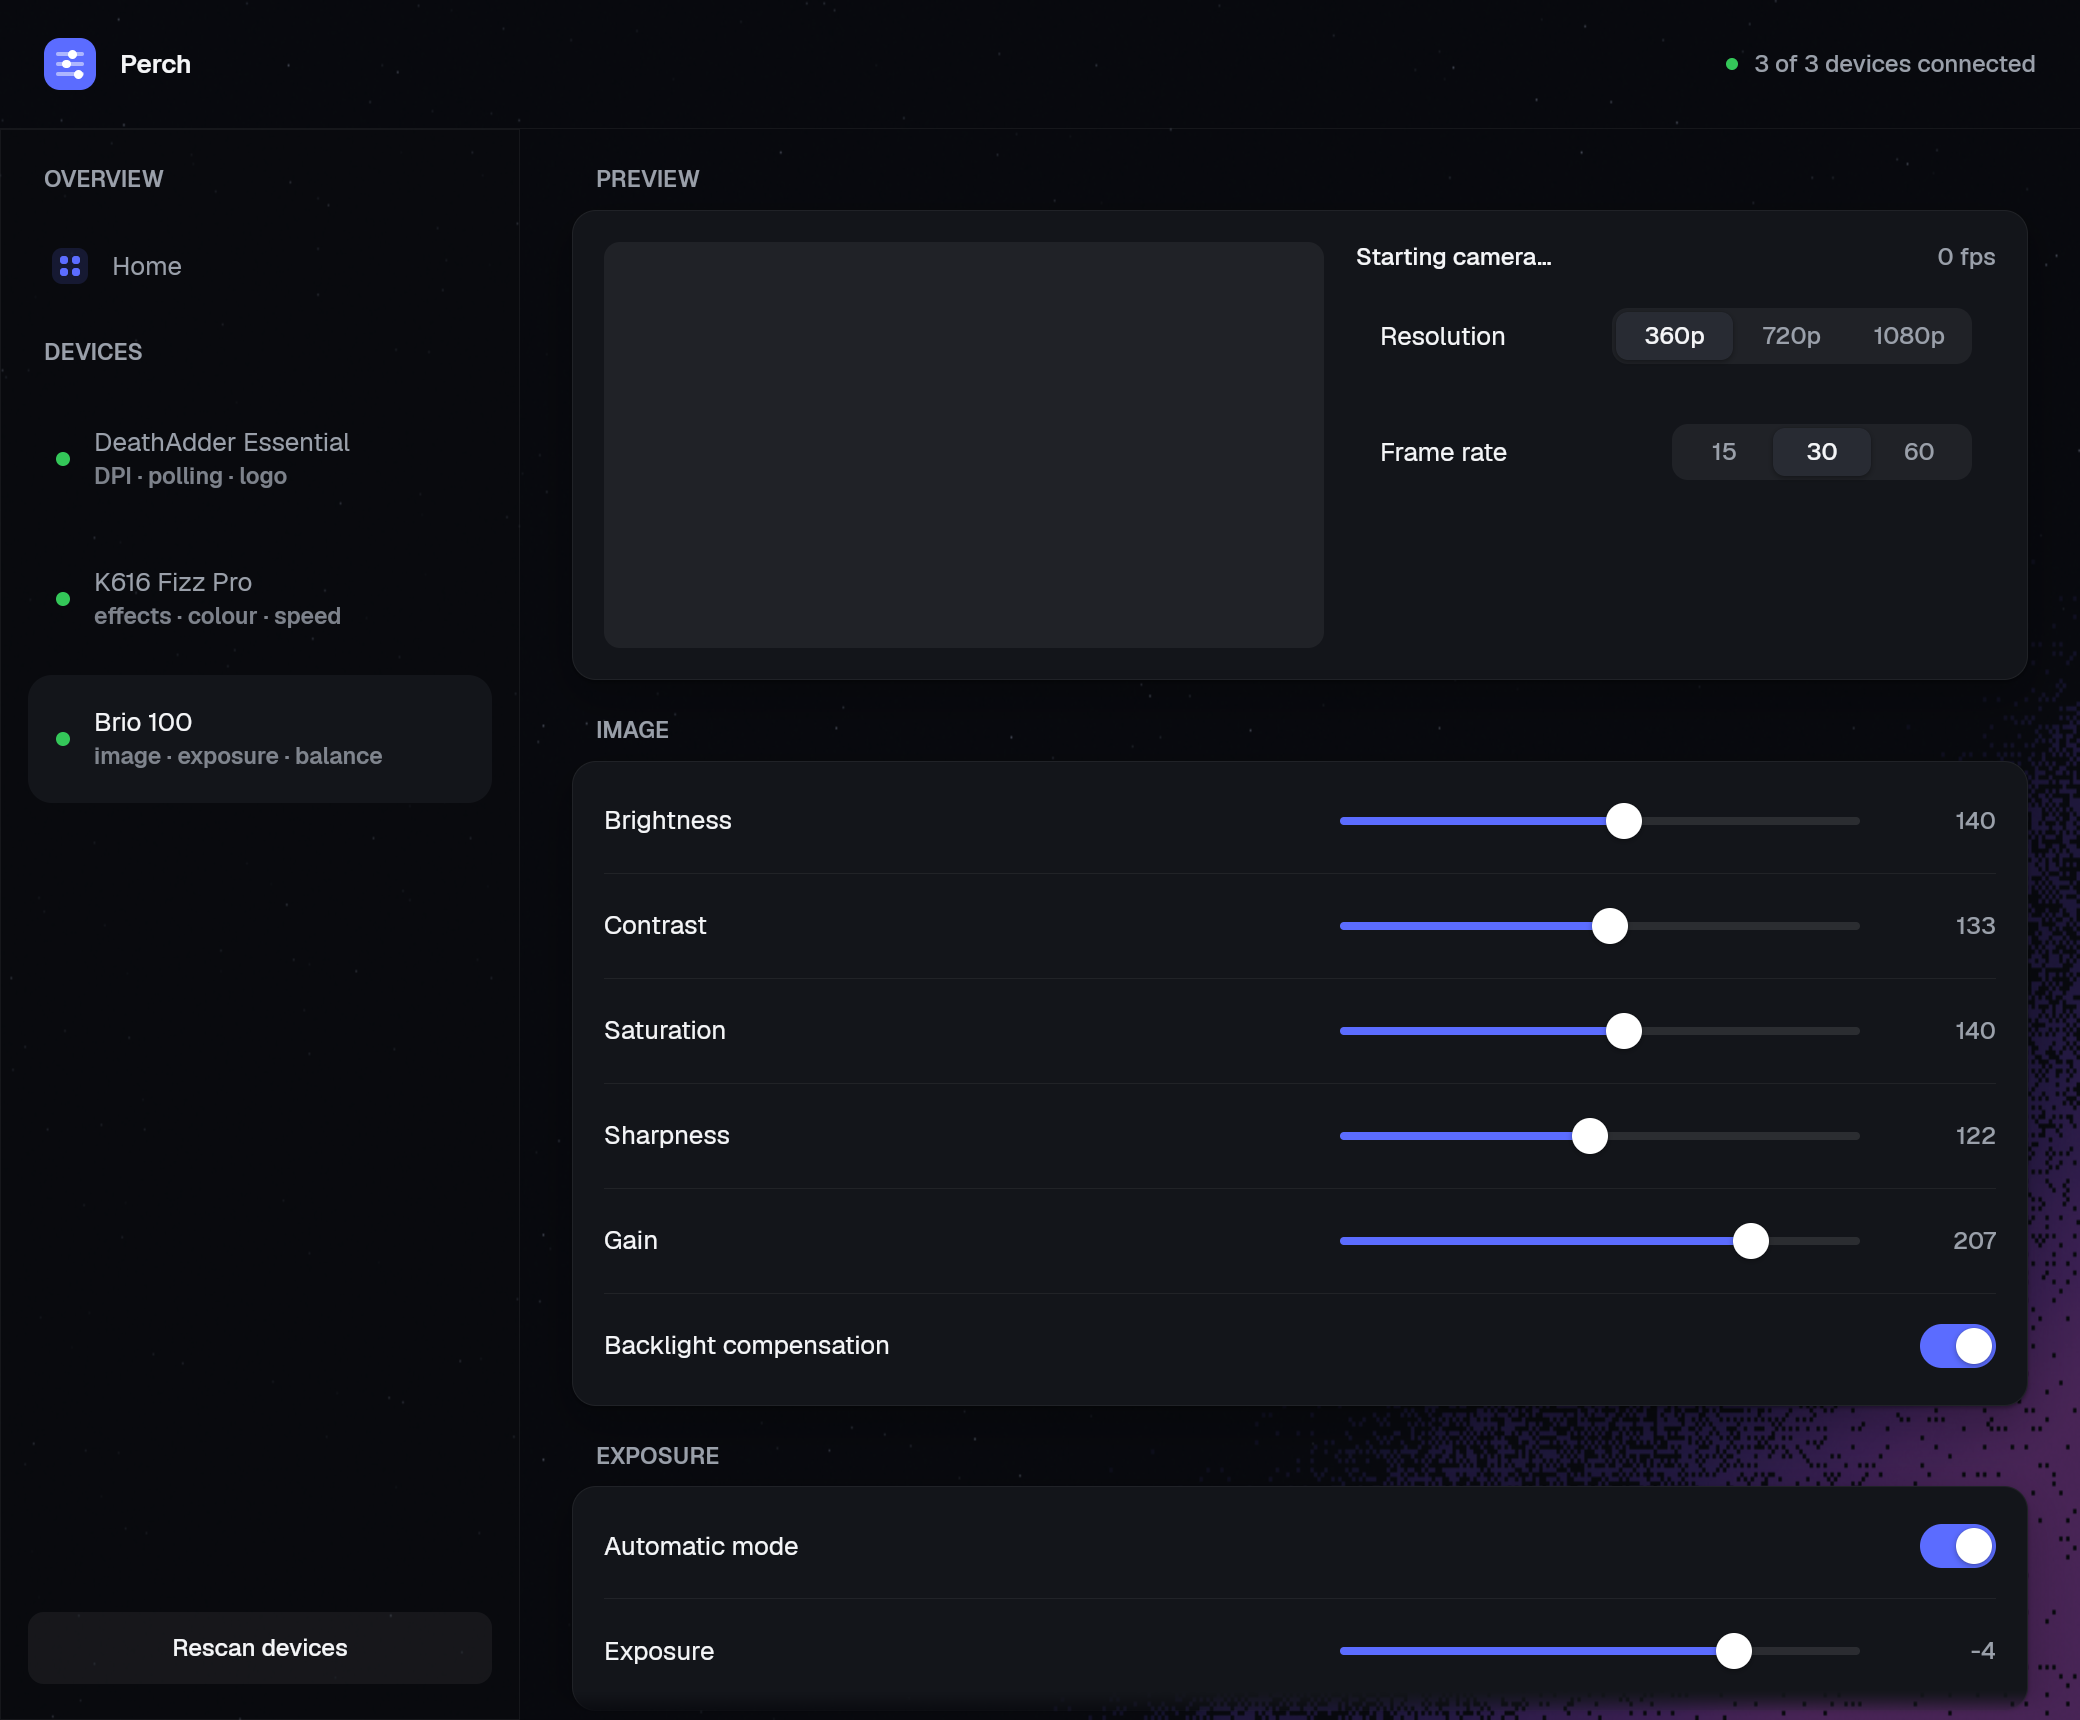 Perch
3 of 3 devices connected
OVERVIEW
Home
DEVICES
DeathAdder Essential
DPI · polling · logo
K616 Fizz Pro
effects · colour · speed
Brio 100
image · exposure · balance
Rescan devices
PREVIEW
Starting camera...
0 fps
Resolution
360p 720p 1080p
Frame rate
15 30 60
IMAGE
Brightness 140
Contrast 133
Saturation 140
Sharpness 122
Gain 207
Backlight compensation
EXPOSURE
Automatic mode
Exposure -4